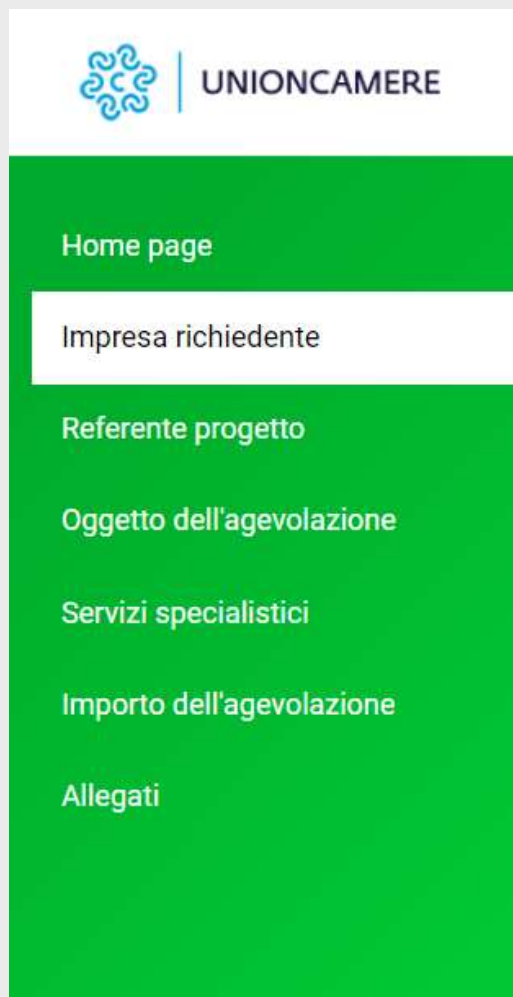 UNIONCAMERE
Home page
Impresa richiedente
Referente progetto
Oggetto dell'agevolazione
Servizi specialistici
Importo dell'agevolazione
Allegati